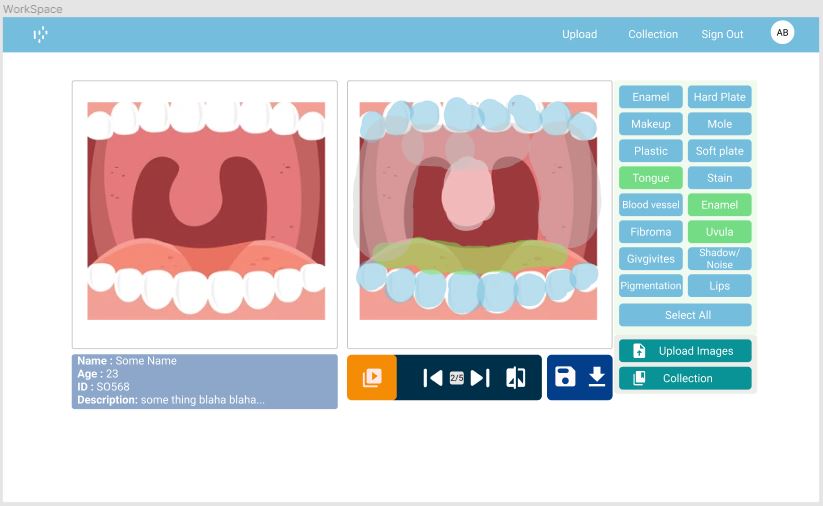 WorkSpace
Upload Collection Sign Out AB
Enamel Hard Plate
Makeup Mole
Plastic Soft plate
Tongue Stain
Blood vessel Enamel
Fibroma Uvula
Givgivites Shadow/
Noise
Pigmentation Lips
Select All
Upload Images
Collection
Name : Some Name
Age : 23
ID : SO568
Description: some thing blaha blaha...
2/5